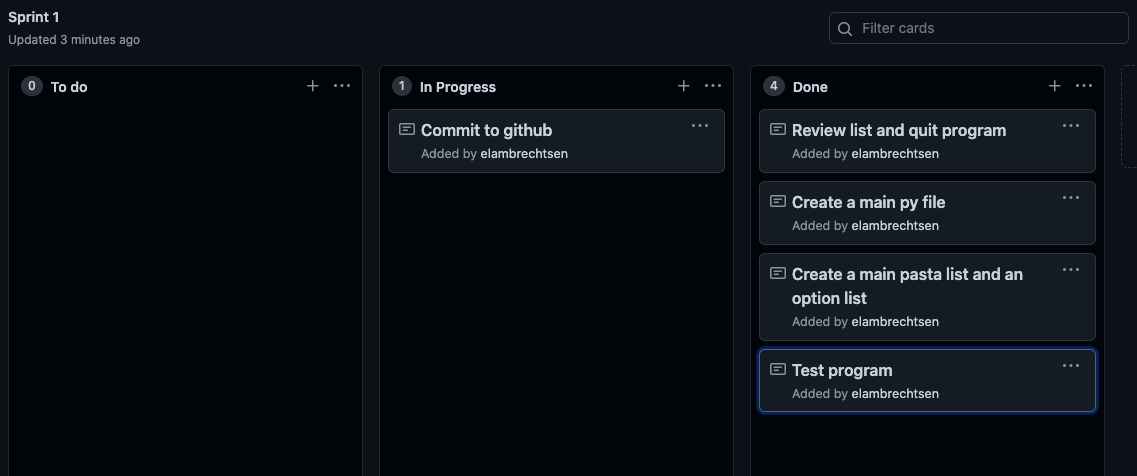 Sprint 1
Updated 3 minutes ago
Filter cards
0 To do
1 In Progress
Commit to github
Added by elambrechtsen
4 Done
Review list and quit program
Added by elambrechtsen
Create a main py file
Added by elambrechtsen
Create a main pasta list and an
option list
Added by elambrechtsen
Test program
Added by elambrechtsen